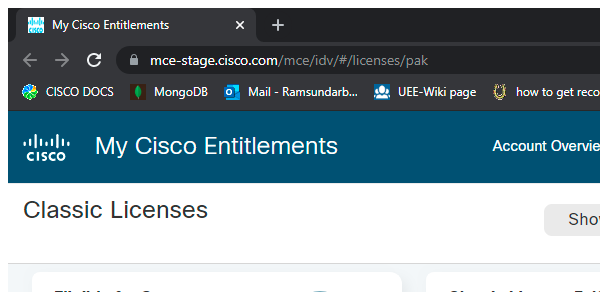 My Cisco Entitlements
mce-stage.cisco.com/mce/idv/#/licenses/pak
CISCO DOCS MongoDB Mail - Ramsundarb... UEE-Wiki page how to get reco
CISCO My Cisco Entitlements Account Overvie
Classic Licenses
Sho